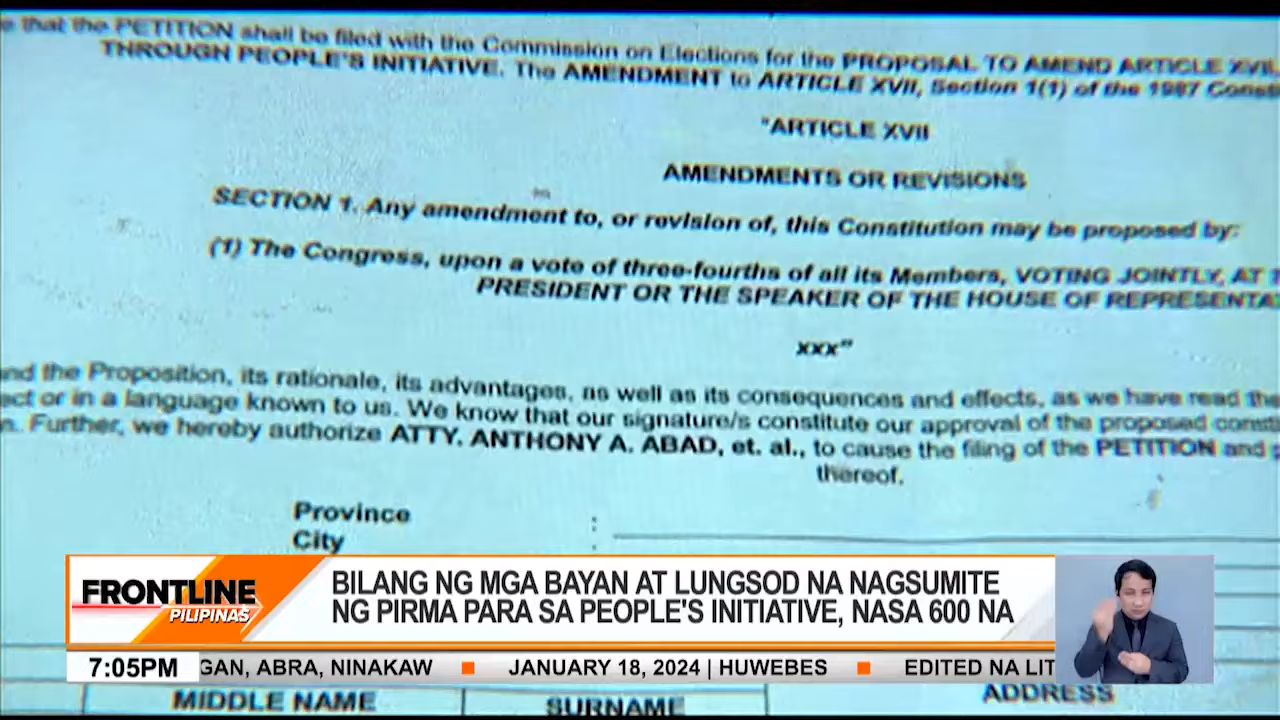 that the PETITION shall be filed with the Commission on Elections for the PROPOSAL TO AMEND ARTICLE XVII,
THROUGH PEOPLE'S INITIATIVE. The AMENDMENT to ARTICLE XVII, Section 1(1) of the 1987
"ARTICLE XVII
AMENDMENTS OR REVISIONS
SECTION 1. Any amendment to, or revision of, this Constitution may be proposed by:
(1) The Congress, upon a vote of three-fourths of all its Members, VOTING JOINTLY, AT
PRESIDENT OR THE SPEAKER OF THE HOUSE OF
xxx"
the Proposition, its rationale, its advantages, as well as its consequences and effects, as we have read the
or in a language known to us. We know that our signature/s constitute our approval of the proposed
Further, we hereby authorize ATTY. ANTHONY A. ABAD, et. al., to cause the filing of the PETITION and
thereof.
Province
City :
FRONTLINE
PILIPINAS
BILANG NG MGA BAYAN AT LUNGSOD NA NAGSUMITE
NG PIRMA PARA SA PEOPLE'S INITIATIVE, NASA 600 NA
7:05PM GAN, ABRA, NINAKAW ■ JANUARY 18, 2024 | HUWEBES ■ EDITED NA LIT
MIDDLE NAME SURNAME ADDRESS